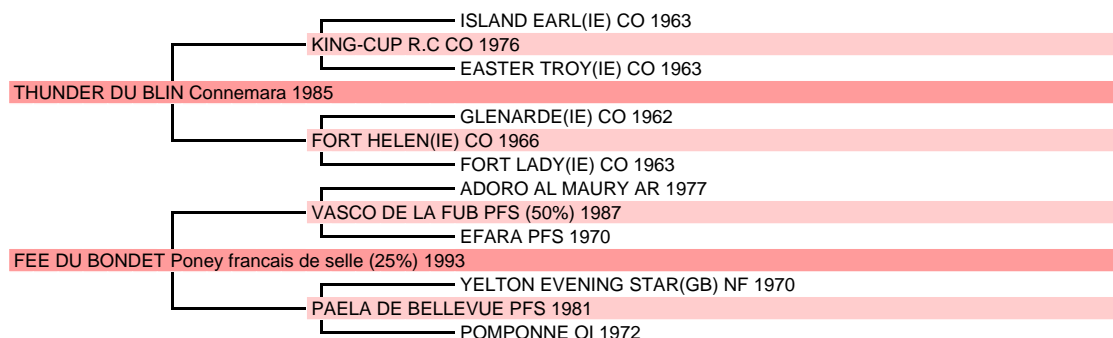 ISLAND EARL(IE) CO 1963
KING-CUP R.C CO 1976
EASTER TROY(IE) CO 1963
THUNDER DU BLIN Connemara 1985
GLENARDE(IE) CO 1962
FORT HELEN(IE) CO 1966
FORT LADY(IE) CO 1963
ADORO AL MAURY AR 1977
VASCO DE LA FUB PFS (50%) 1987
EFARA PFS 1970
FEE DU BONDET Poney francais de selle (25%) 1993
YELTON EVENING STAR(GB) NF 1970
PAELA DE BELLEVUE PFS 1981
POMPONNE OI 1972